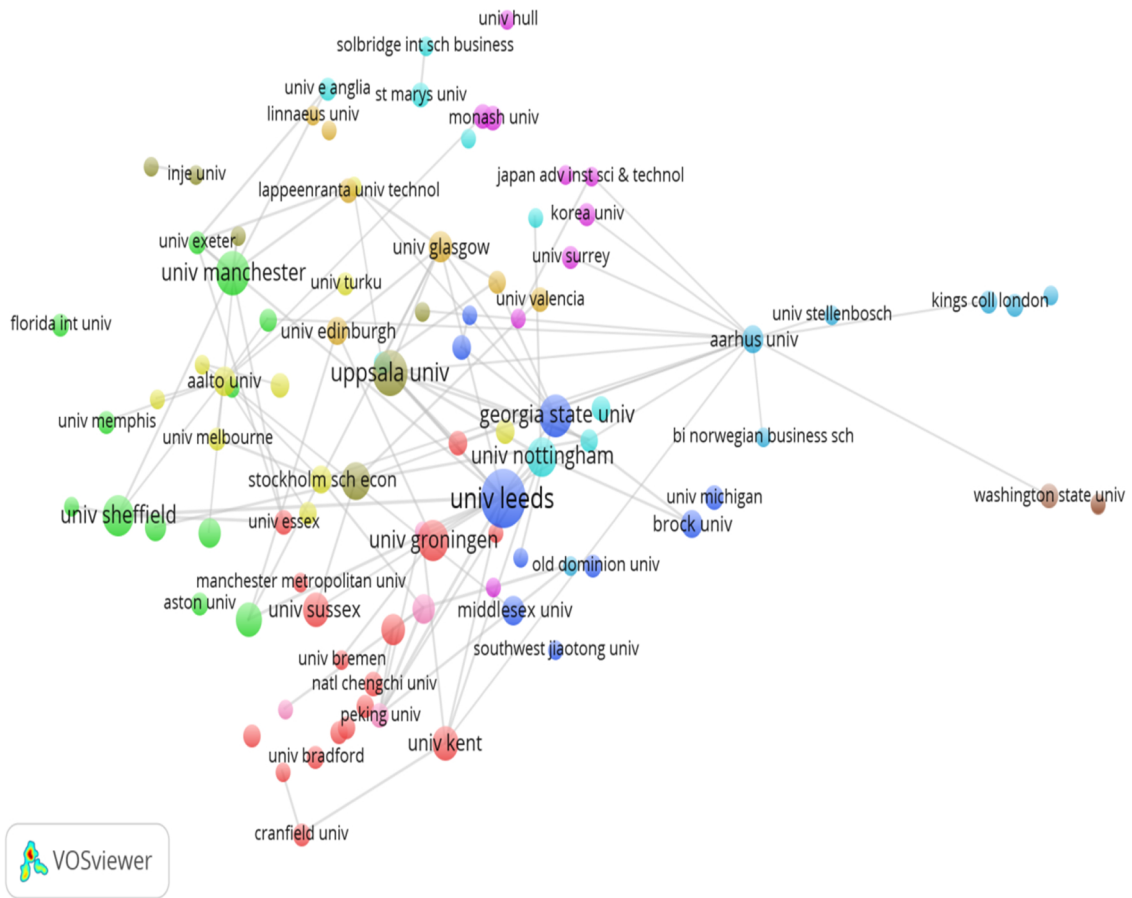 univ hull
solbridge int sch business
univ e anglia
st marys univ
linnaeus univ
monash univ
inje univ
japan adv inst sci & technol
lappeenranta univ technol
korea univ
univ exeter
univ glasgow
univ surrey
univ manchester
univ turku
univ valencia
kings coll london
univ stellenbosch
florida int univ
univ edinburgh
aarhus univ
uppsala univ
aalto univ
georgia state univ
univ memphis
univ melbourne
bi norwegian business sch
univ nottingham
stockholm sch econ
univ leeds
univ michigan
washington state univ
univ sheffield
univ essex
brock univ
univ groningen
old dominion univ
manchester metropolitan univ
aston univ
univ sussex
middlesex univ
southwest jiaotong univ
univ bremen
natl chengchi univ
peking univ
univ kent
univ bradford
cranfield univ
VOSviewer